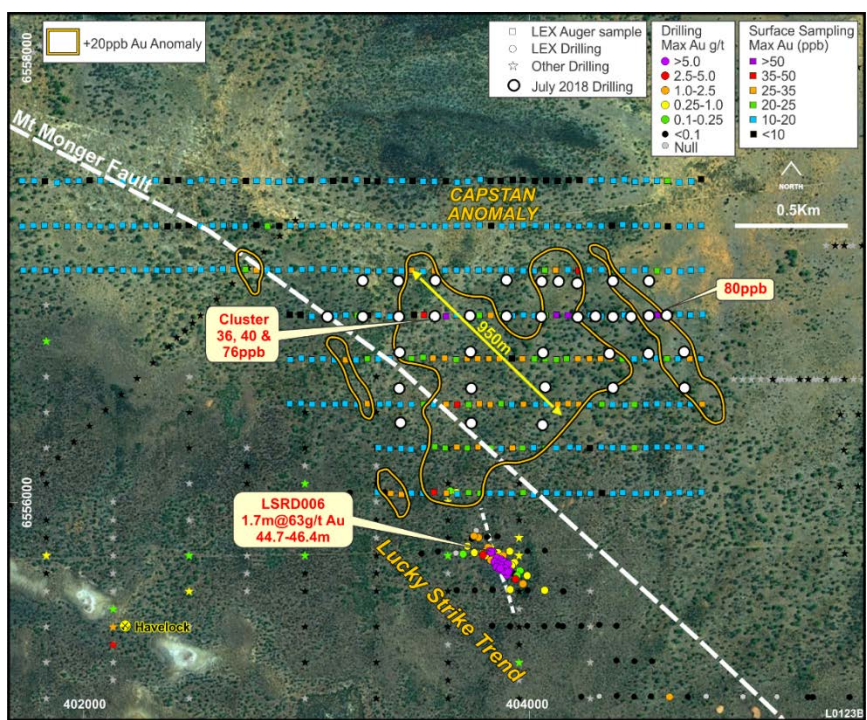 +20ppb Au Anomaly
LEX Auger sample
LEX Drilling
Other Drilling
July 2018 Drilling
Drilling
Max Au g/t
>5.0
2.5-5.0
1.0-2.5
0.25-1.0
0.1-0.25
<0.1
Null
Surface Sampling
Max Au (ppb)
>50
35-50
25-35
20-25
10-20
<10
6558000
Mt Monger Fault
NORTH
0.5Km
CAPSTAN
ANOMALY
80ppb
Cluster
36, 40 &
76ppb
950m
6556000
LSRD006
1.7m@63g/t Au
44.7-46.4m
Lucky Strike Trend
Havelock
402000
404000
L0123B